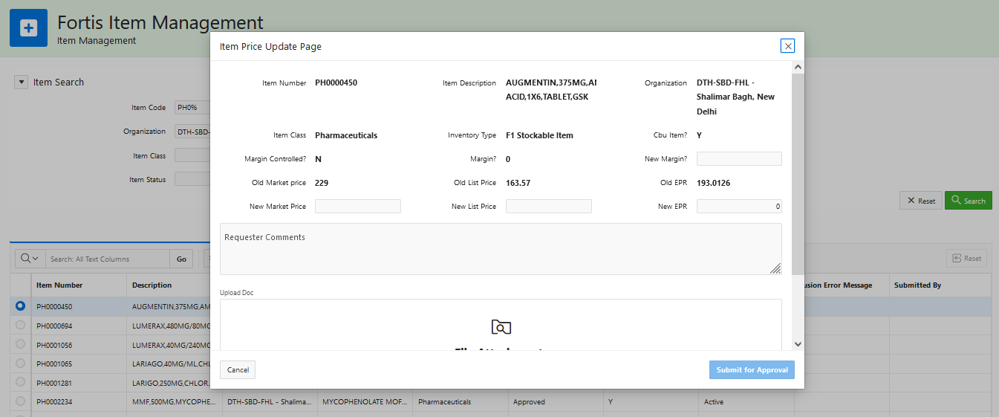 Fortis Item Management
Item Management
Item Price Update Page
Item Search
Item Number PH0000450 Item Description AUGMENTIN,375MG,A Organization DTH-SBD-FHL -
ACID,1X6,TABLET,GSK Shalimar Bagh, New
Delhi
Item Code PH0%
Organization DTH-SBD-
Item Class Pharmaceuticals Inventory Type F1 Stockable Item Cbu Item? Y
Item Class
Margin Controlled? N Margin? 0 New Margin?
Item Status
Old Market price 229 Old List Price 163.57 Old EPR 193.0126
New Market Price New List Price New EPR 0
Reset Search
Requester Comments
Search: All Text Columns Go Reset
Item Number Description usion Error Message Submitted By
Upload Doc
PH0000450 AUGMENTIN,375MG,AM
PH0000694 LUMERAX,480MG/80MG
PH0001056 LUMERAX,40MG/240MG
PH0001065 LARIAGO,40MG/ML,CHL
PH0001281 LARIGO,250MG,CHLOR.
Cancel Submit for Approval
PH0002234 MMF,500MG,MYCOPHE... DTH-SBD-FHL - Shalima... MYCOPHENOLATE MOF... Pharmaceuticals Approved Y Active